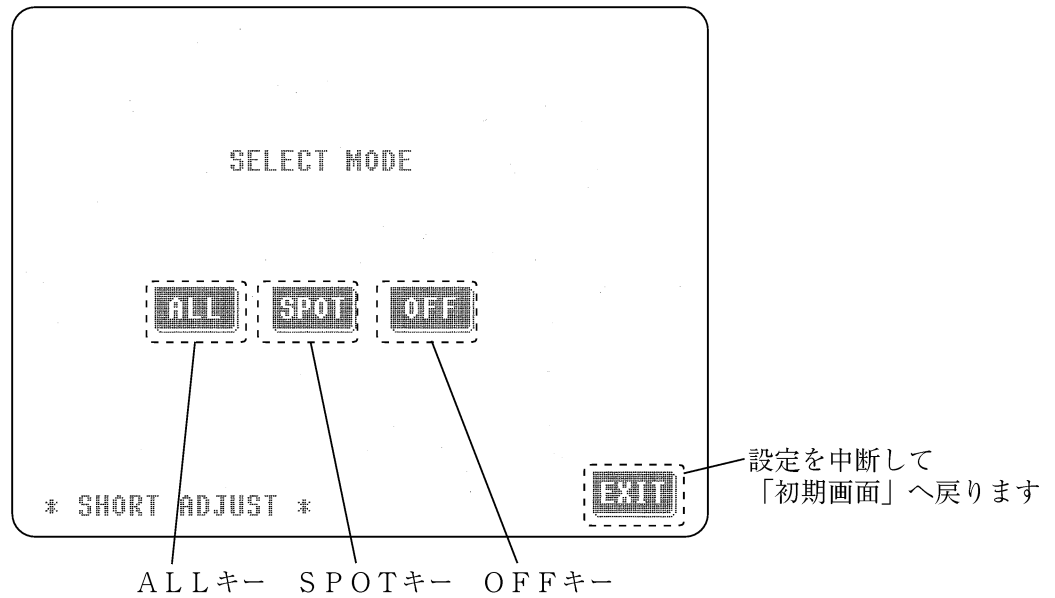 SELECT MODE
ALL SPOT OFF
設定を中断して
「初期画面」へ戻ります
EXIT
* SHORT ADJUST *
ＡＬＬキー　ＳＰＯＴキー　ＯＦＦキー